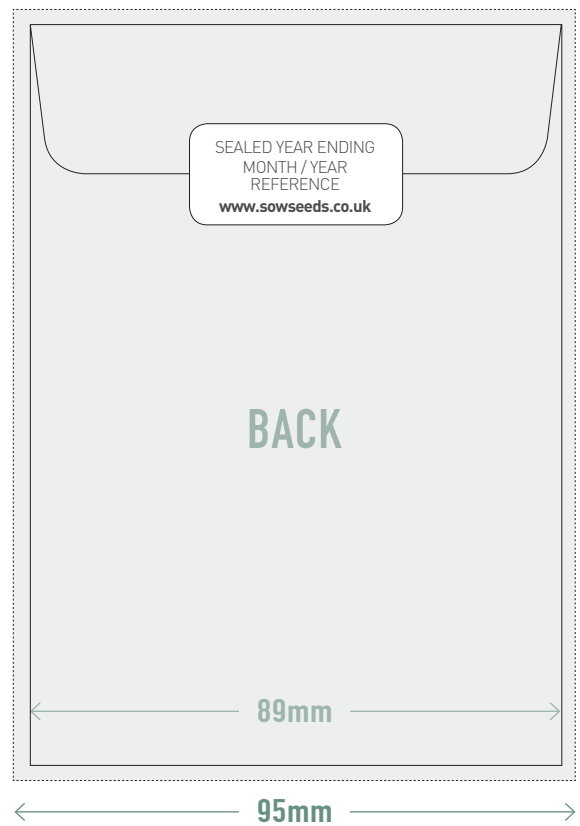 SEALED YEAR ENDING
MONTH / YEAR
REFERENCE
www.sowseeds.co.uk
BACK
89mm
95mm